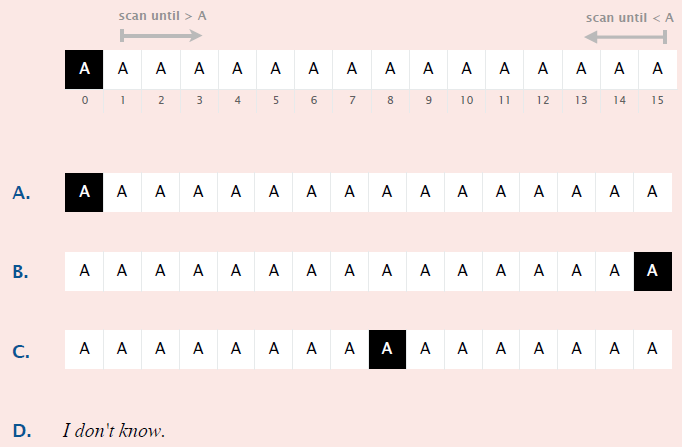 scan until > A
scan until < A
A A A A A A A A A A A A A A A A
0 1 2 3 4 5 6 7 8 9 10 11 12 13 14 15
A. A A A A A A A A A A A A A A A A
B. A A A A A A A A A A A A A A A A
C. A A A A A A A A A A A A A A A A
D. I don't know.